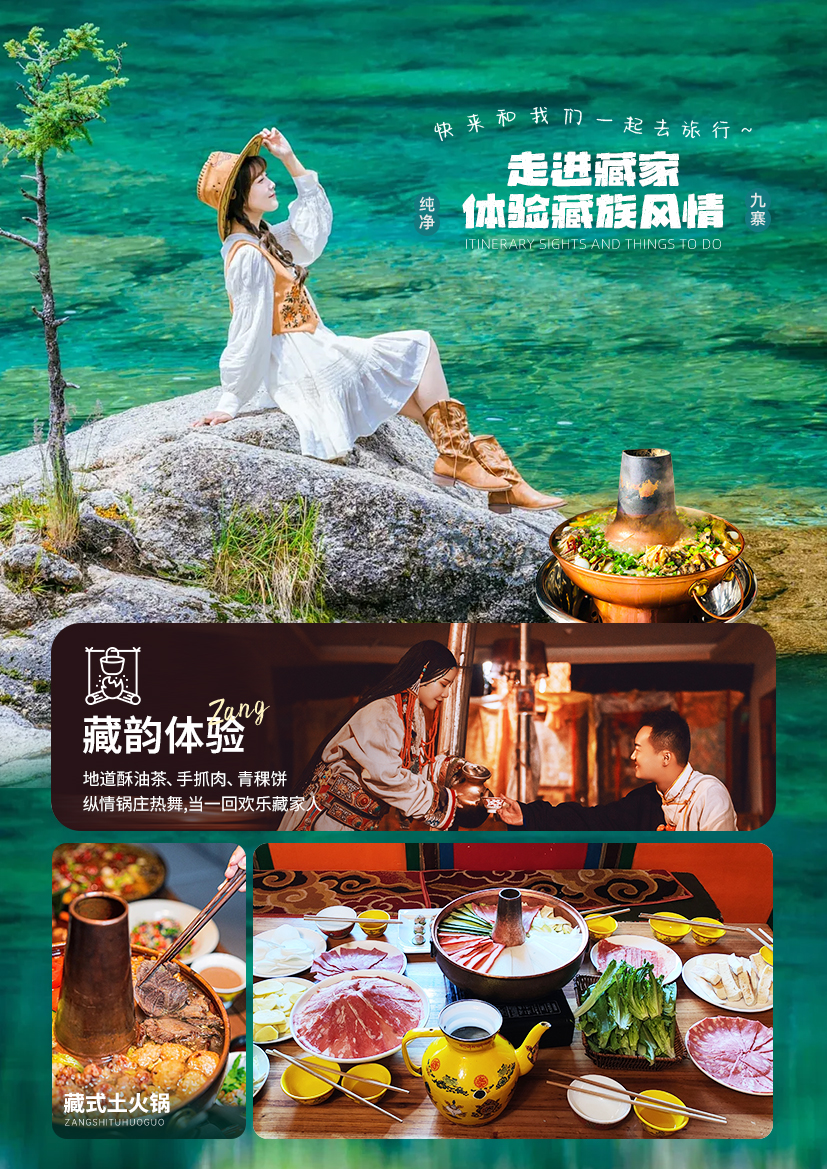 快来和我们一起去旅行~
走进藏家
纯净
体验藏族风情
九寨
ITINERARY SIGHTS AND THINGS TO DO
Zang
藏韵体验
地道酥油茶、手抓肉、青稞饼
纵情锅庄热舞,当一回欢乐藏家人
藏式土火锅
ZANGSHITUHUOGUO